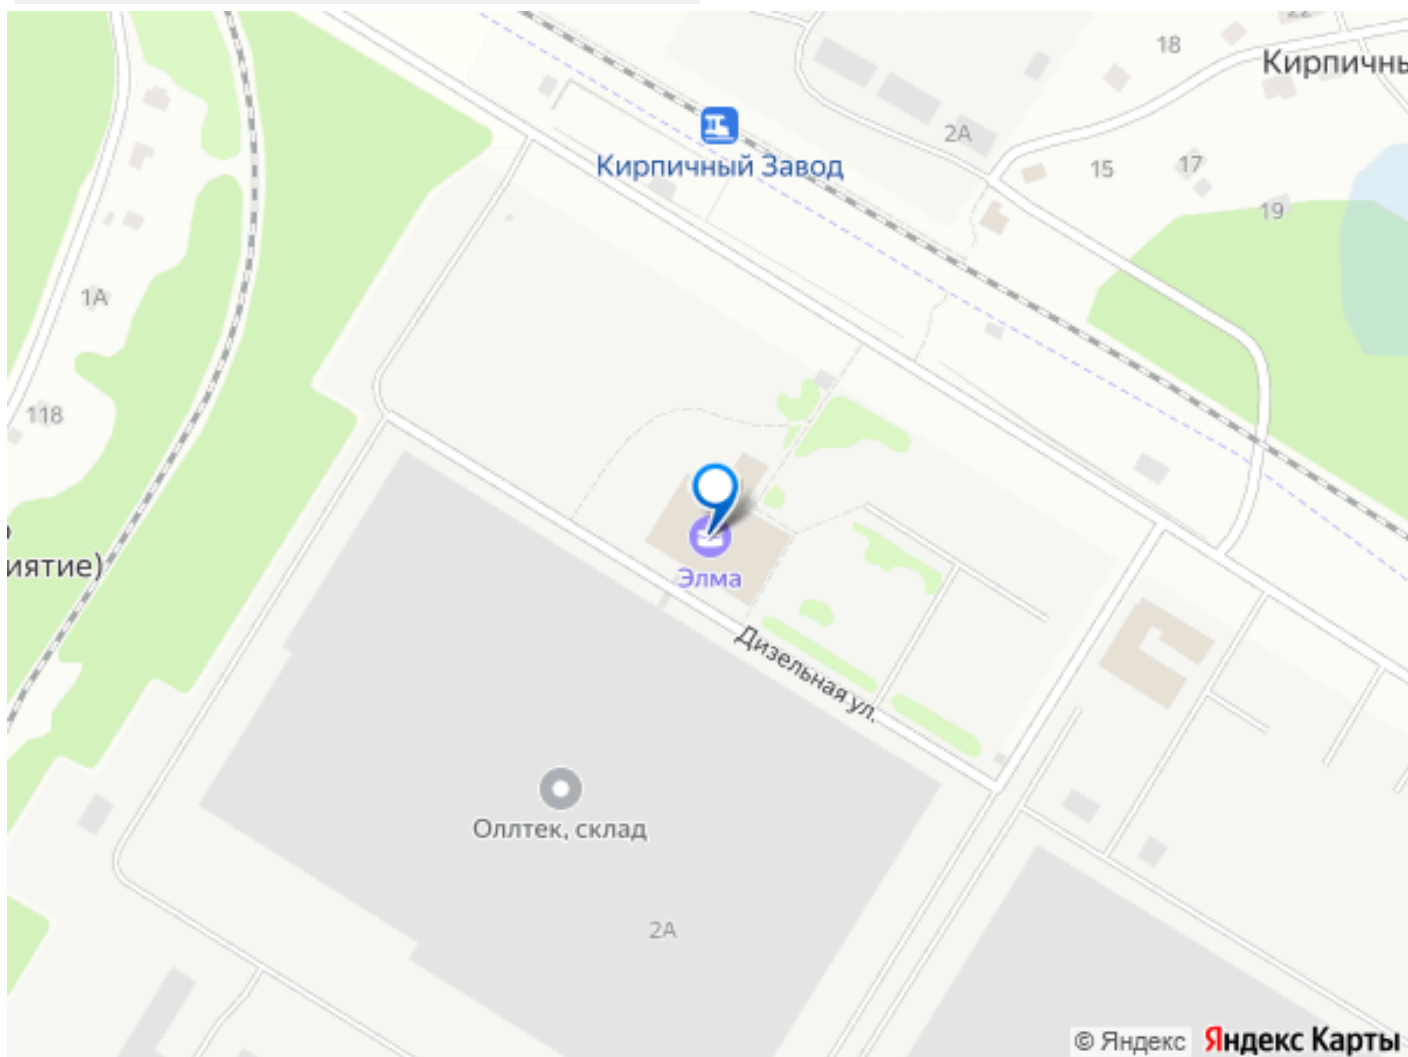 18
Кирпичны
2А
Кирпичный Завод
15
17
19
1А
118
иятие)
Элма
Дизельная ул.
Оллтек, склад
2А
© Яндекс Яндекс Карты